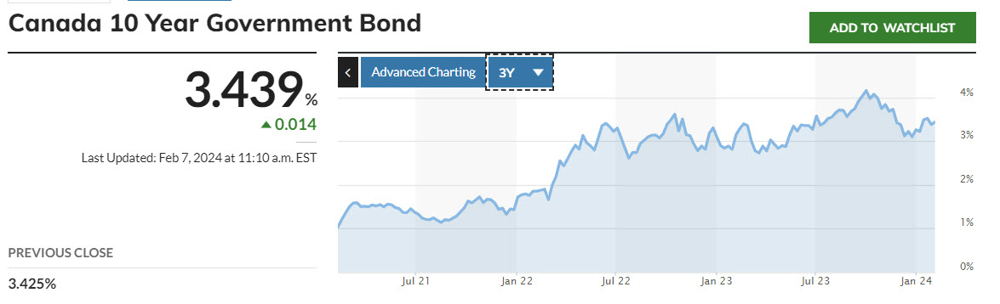 Canada 10 Year Government Bond
ADD TO WATCHLIST
3.439%
0.014
Last Updated: Feb 7, 2024 at 11:10 a.m. EST
PREVIOUS CLOSE
3.425%
Advanced Charting
3Y
4%
3%
2%
1%
0%
Jul 21 Jan 22 Jul 22 Jan 23 Jul 23 Jan 24